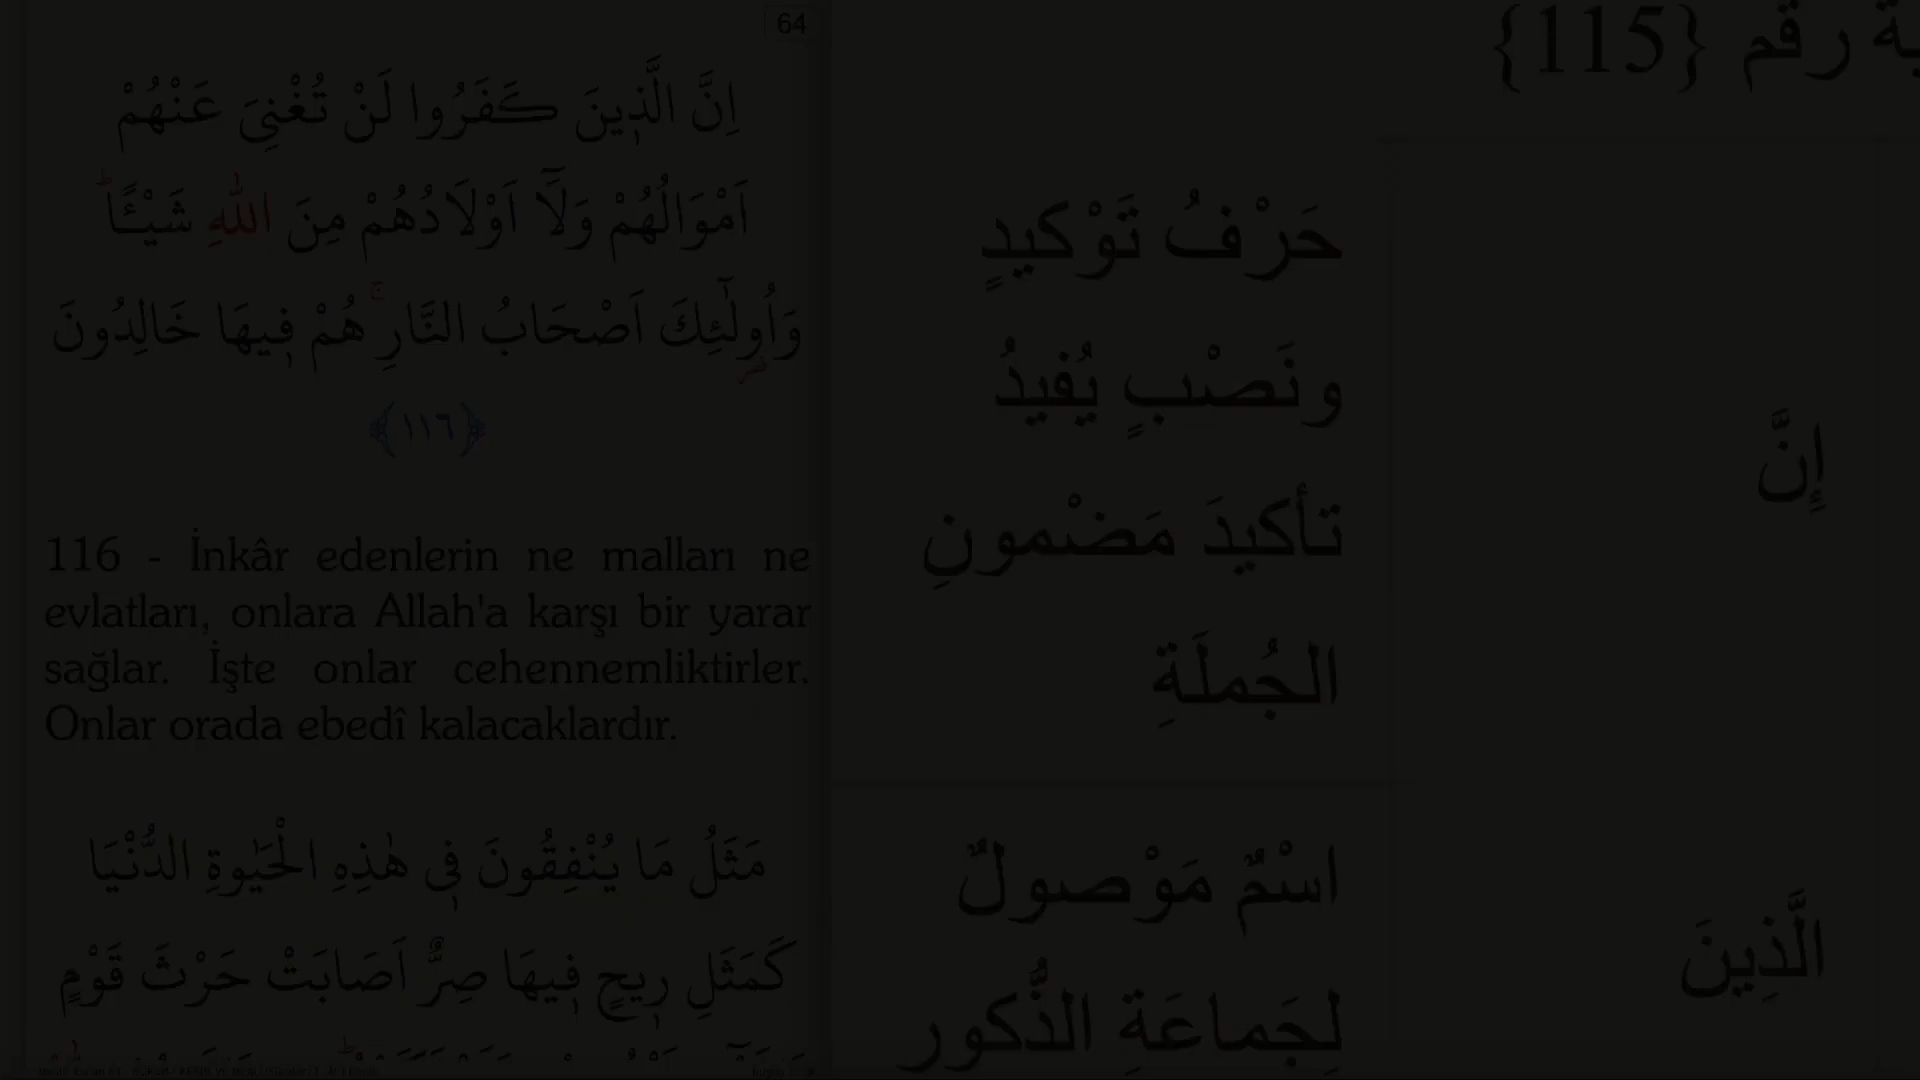 64
اِنَّ الَّذ۪ينَ كَفَرُوا لَنْ تُغْنِىَ عَنْهُمْ
اَمْوَالُهُمْ وَلَٓا اَوْلَادُهُمْ مِنَ اللّٰهِ شَيْـًٔاۜ
وَاُو۬لٰٓئِكَ اَصْحَابُ النَّارِۚ هُمْ ف۪يهَا خَالِدُونَ
﴿١١٦﴾
116 - İnkâr edenlerin ne malları ne
evlatları, onlara Allah'a karşı bir yarar
sağlar. İşte onlar cehennemliktirler.
Onlar orada ebedî kalacaklardır.
مَثَلُ مَا يُنْفِقُونَ ف۪ى هٰذِهِ الْحَيٰوةِ الدُّنْيَا
كَمَثَلِ ر۪يحٍ ف۪يهَا صِرٌّ اَصَابَتْ حَرْثَ قَوْمٍ
رقم {115}
إِنَّ
حَرْفُ تَوْكيدٍ
ونَصْبٍ يُفيدُ
تأكيدَ مَضْمونِ
الجُملَةِ
الَّذِينَ
اسْمٌ مَوْصولٌ
لِجَماعَةِ الذُّكور